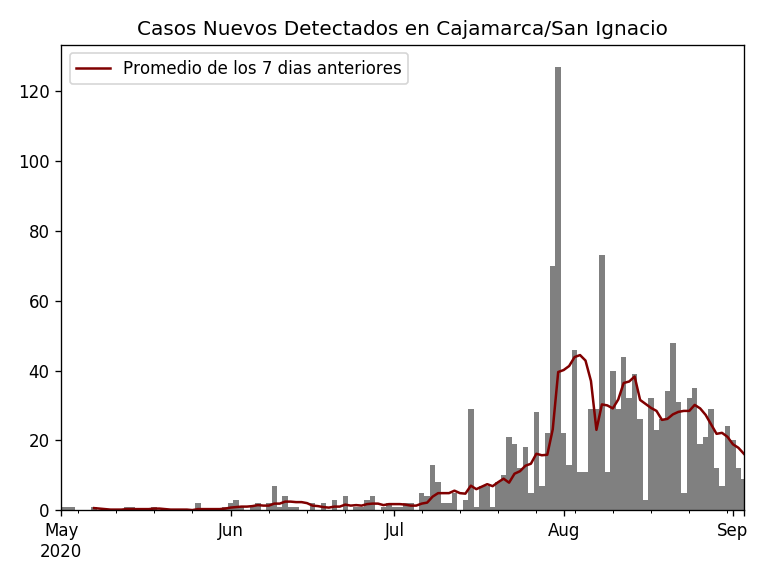 Casos Nuevos Detectados en Cajamarca/San Ignacio
Promedio de los 7 dias anteriores
120
100
80
60
40
20
0
May Jun Jul Aug Sep
2020